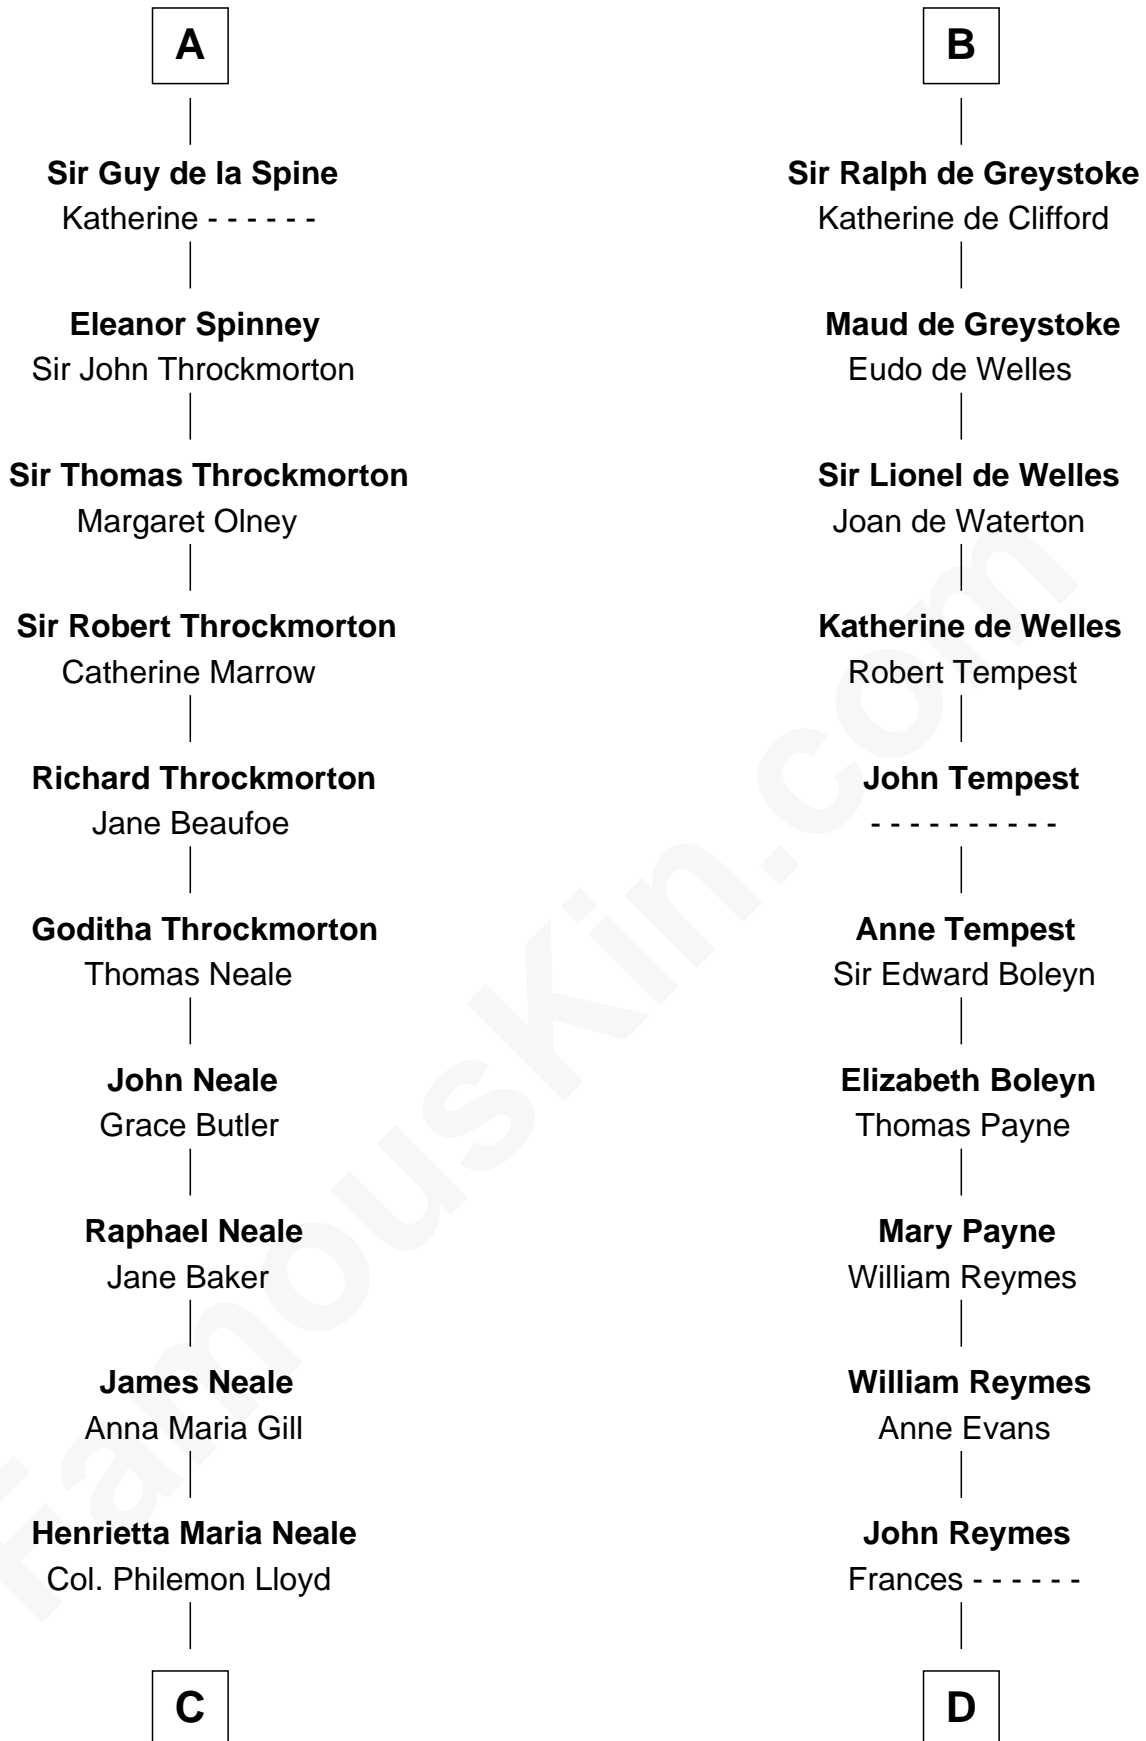 A
Sir Guy de la Spine
Katherine - - - - - -
Eleanor Spinney
Sir John Throckmorton
Sir Thomas Throckmorton
Margaret Olney
Sir Robert Throckmorton
Catherine Marrow
Richard Throckmorton
Jane Beaufoe
Goditha Throckmorton
Thomas Neale
John Neale
Grace Butler
Raphael Neale
Jane Baker
James Neale
Anna Maria Gill
Henrietta Maria Neale
Col. Philemon Lloyd
C
B
Sir Ralph de Greystoke
Katherine de Clifford
Maud de Greystoke
Eudo de Welles
Sir Lionel de Welles
Joan de Waterton
Katherine de Welles
Robert Tempest
John Tempest
- - - - - - - - - -
Anne Tempest
Sir Edward Boleyn
Elizabeth Boleyn
Thomas Payne
Mary Payne
William Reymes
William Reymes
Anne Evans
John Reymes
Frances - - - - - -
D
FamousKin.com